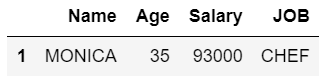 Name Age Salary JOB
1 MONICA 35 93000 CHEF